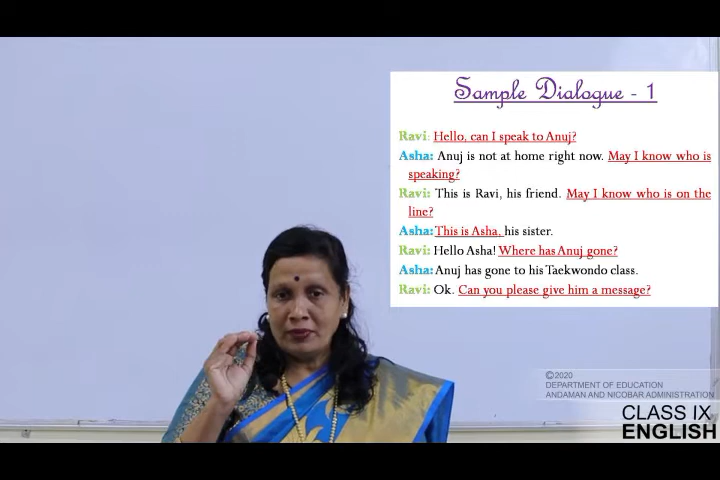 Sample Dialogue - 1
Ravi: Hello, can I speak to Anuj?
Asha: Anuj is not at home right now. May I know who is
speaking?
Ravi: This is Ravi, his friend. May I know who is on the
line?
Asha: This is Asha, his sister.
Ravi: Hello Asha! Where has Anuj gone?
Asha: Anuj has gone to his Taekwondo class.
Ravi: Ok. Can you please give him a message?
©2020
DEPARTMENT OF EDUCATION
ANDAMAN AND NICOBAR ADMINISTRATION
CLASS IX
ENGLISH